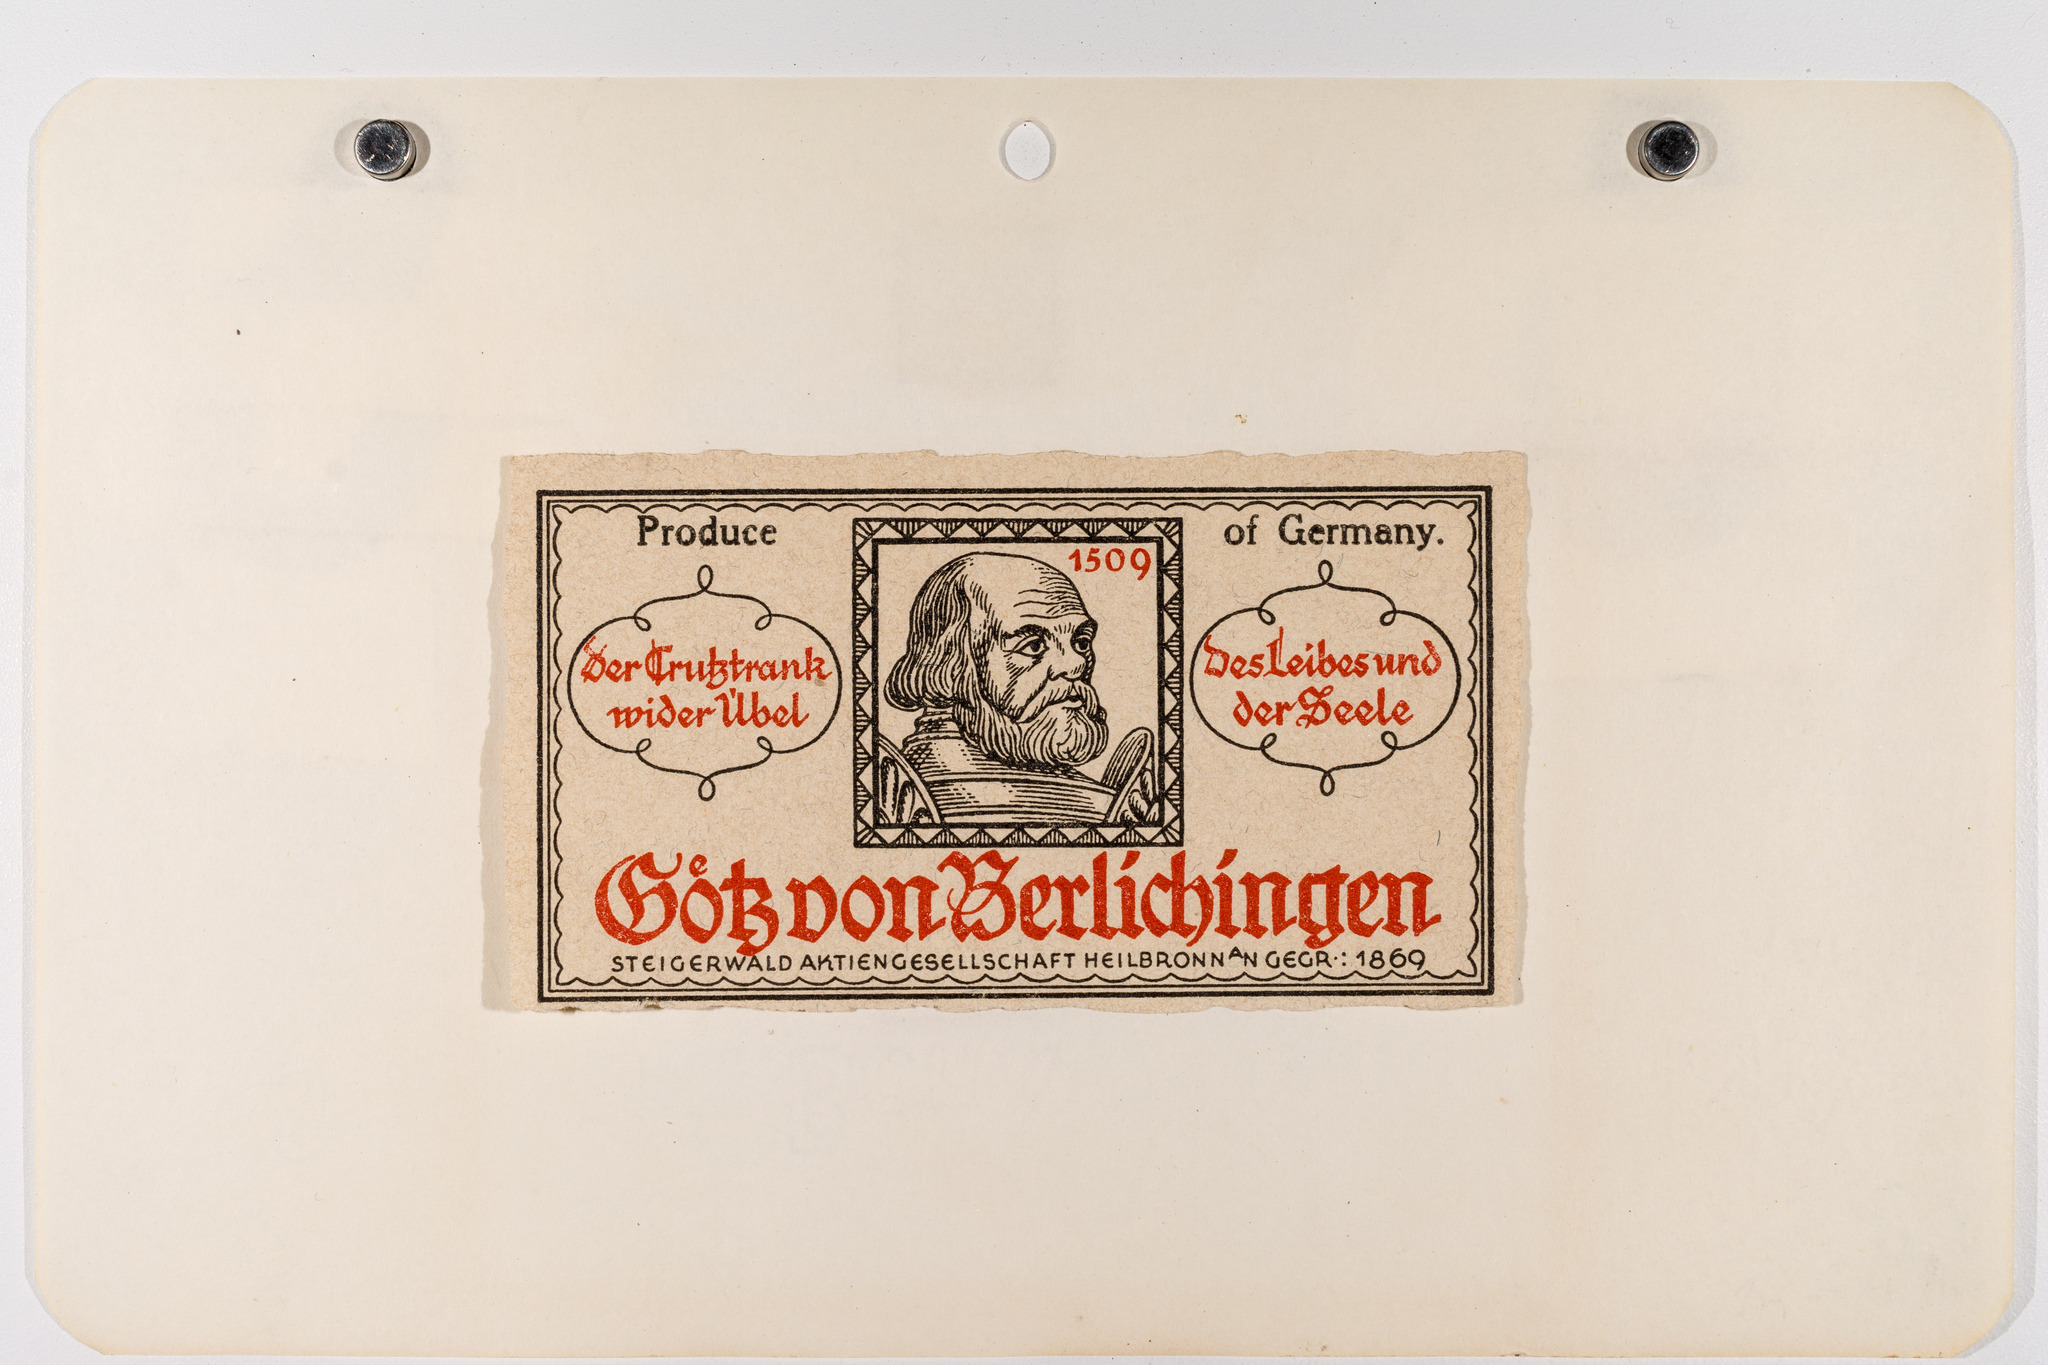 Produce of Germany.
1509
Der Trutztrank
wider Übel
des Leibes und
der Seele
Götz von Berlichingen
STEIGERWALD AKTIENGESELLSCHAFT HEILBRONN AN GEGR.: 1869